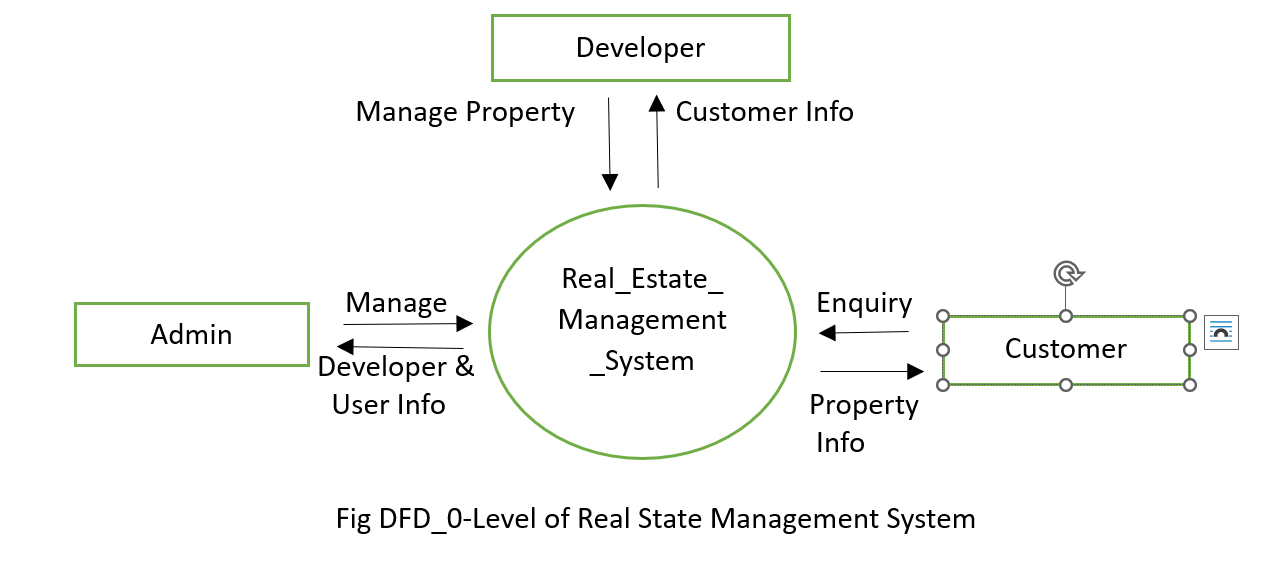 Developer
Manage Property
Customer Info
Real_Estate_
Management
_System
Admin
Manage
Developer &
User Info
Enquiry
Property
Info
Customer
Fig DFD_0-Level of Real State Management System